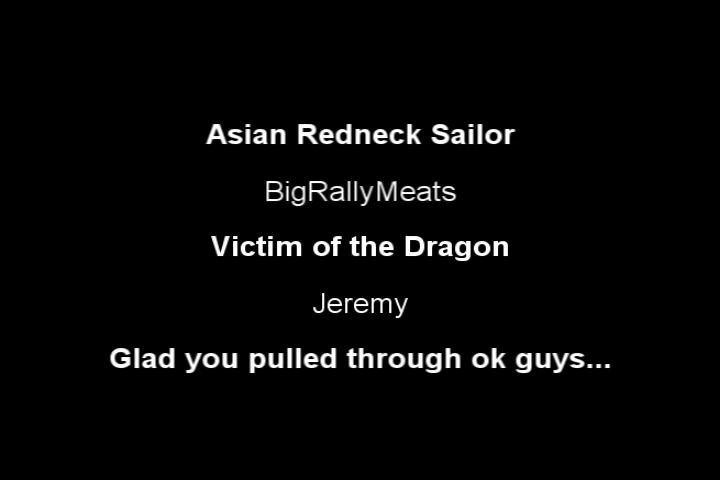 Asian Redneck Sailor
BigRallyMeats
Victim of the Dragon
Jeremy
Glad you pulled through ok guys...